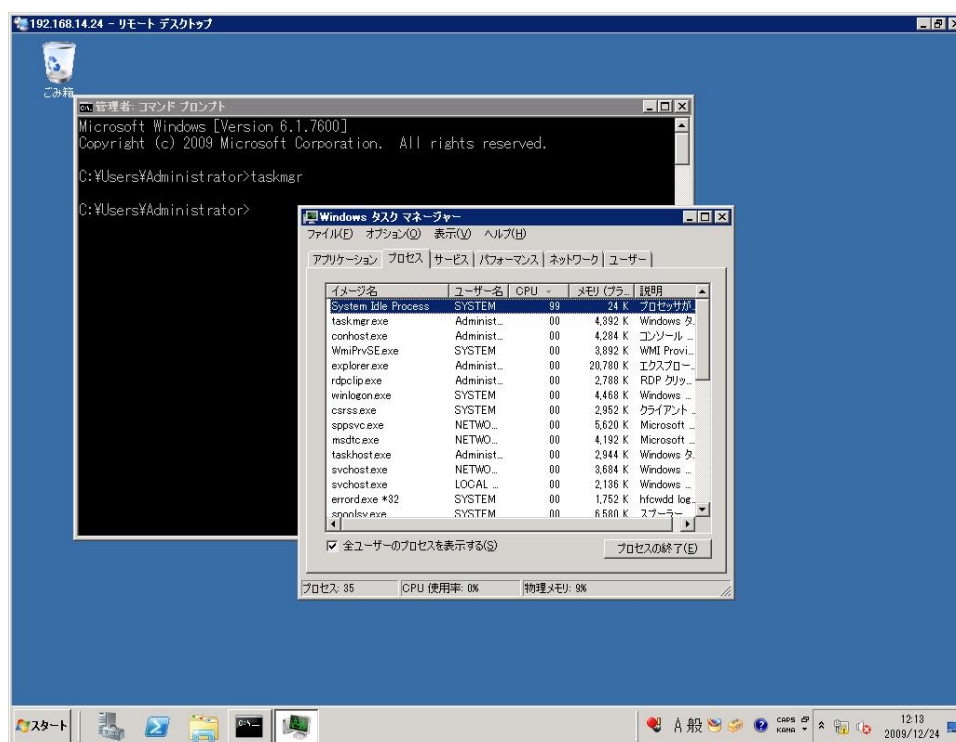 192.168.14.24 - リモート デスクトップ
ごみ箱
管理者: コマンド プロンプト
Microsoft Windows [Version 6.1.7600]
Copyright (c) 2009 Microsoft Corporation.  All rights reserved.
C:¥Users¥Administrator>taskmgr
C:¥Users¥Administrator>
Windows タスク マネージャー
ファイル(F) オプション(O) 表示(V) ヘルプ(H)
アプリケーション プロセス サービス パフォーマンス ネットワーク ユーザー
イメージ名 ユーザー名 CPU メモリ (プラ... 説明
System Idle Process SYSTEM 99 24 K プロセッサが...
taskmgr.exe Administ... 00 4,392 K Windows タ...
conhost.exe Administ... 00 4,284 K コンソール ...
WmiPrvSE.exe SYSTEM 00 3,892 K WMI Provi...
explorer.exe Administ... 00 20,780 K エクスプロー...
rdpclip.exe Administ... 00 2,788 K RDP クリッ...
winlogon.exe SYSTEM 00 4,468 K Windows ...
csrss.exe SYSTEM 00 2,952 K クライアント ...
sppsvc.exe NETWO... 00 5,620 K Microsoft ...
msdtc.exe NETWO... 00 4,192 K Microsoft ...
taskhost.exe Administ... 00 2,944 K Windows タ...
svchost.exe NETWO... 00 3,684 K Windows ...
svchost.exe LOCAL ... 00 2,136 K Windows ...
errord.exe *32 SYSTEM 00 1,752 K hfcwdd log...
spoolsv.exe SYSTEM 00 6,580 K スプーラー ...
全ユーザーのプロセスを表示する(S)
プロセスの終了(E)
プロセス: 35 CPU 使用率: 0% 物理メモリ: 9%
スタート
A 般
CAPS
KANA
12:13
2009/12/24